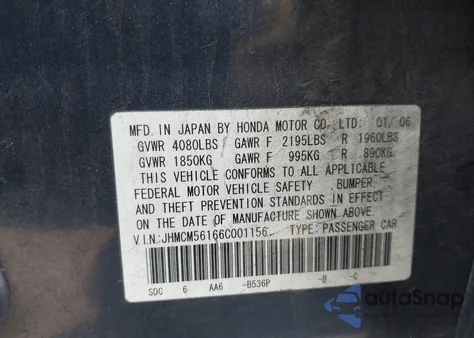 MFD. IN JAPAN BY HONDA MOTOR CO., LTD: 01/06
GVWR 4080LBS GAWR F 2195LBS R 1960LBS
GVWR 1850KG GAWR F 995KG R 890KG
THIS VEHICLE CONFORMS TO ALL APPLICABLE
FEDERAL MOTOR VEHICLE SAFETY, BUMPER,
AND THEFT PREVENTION STANDARDS IN EFFECT
ON THE DATE OF MANUFACTURE SHOWN ABOVE.
V.I.N.:JHMCM56166C001156 TYPE: PASSENGER CAR
SDC 6 AA6 -B536P -B -C
autoSnap